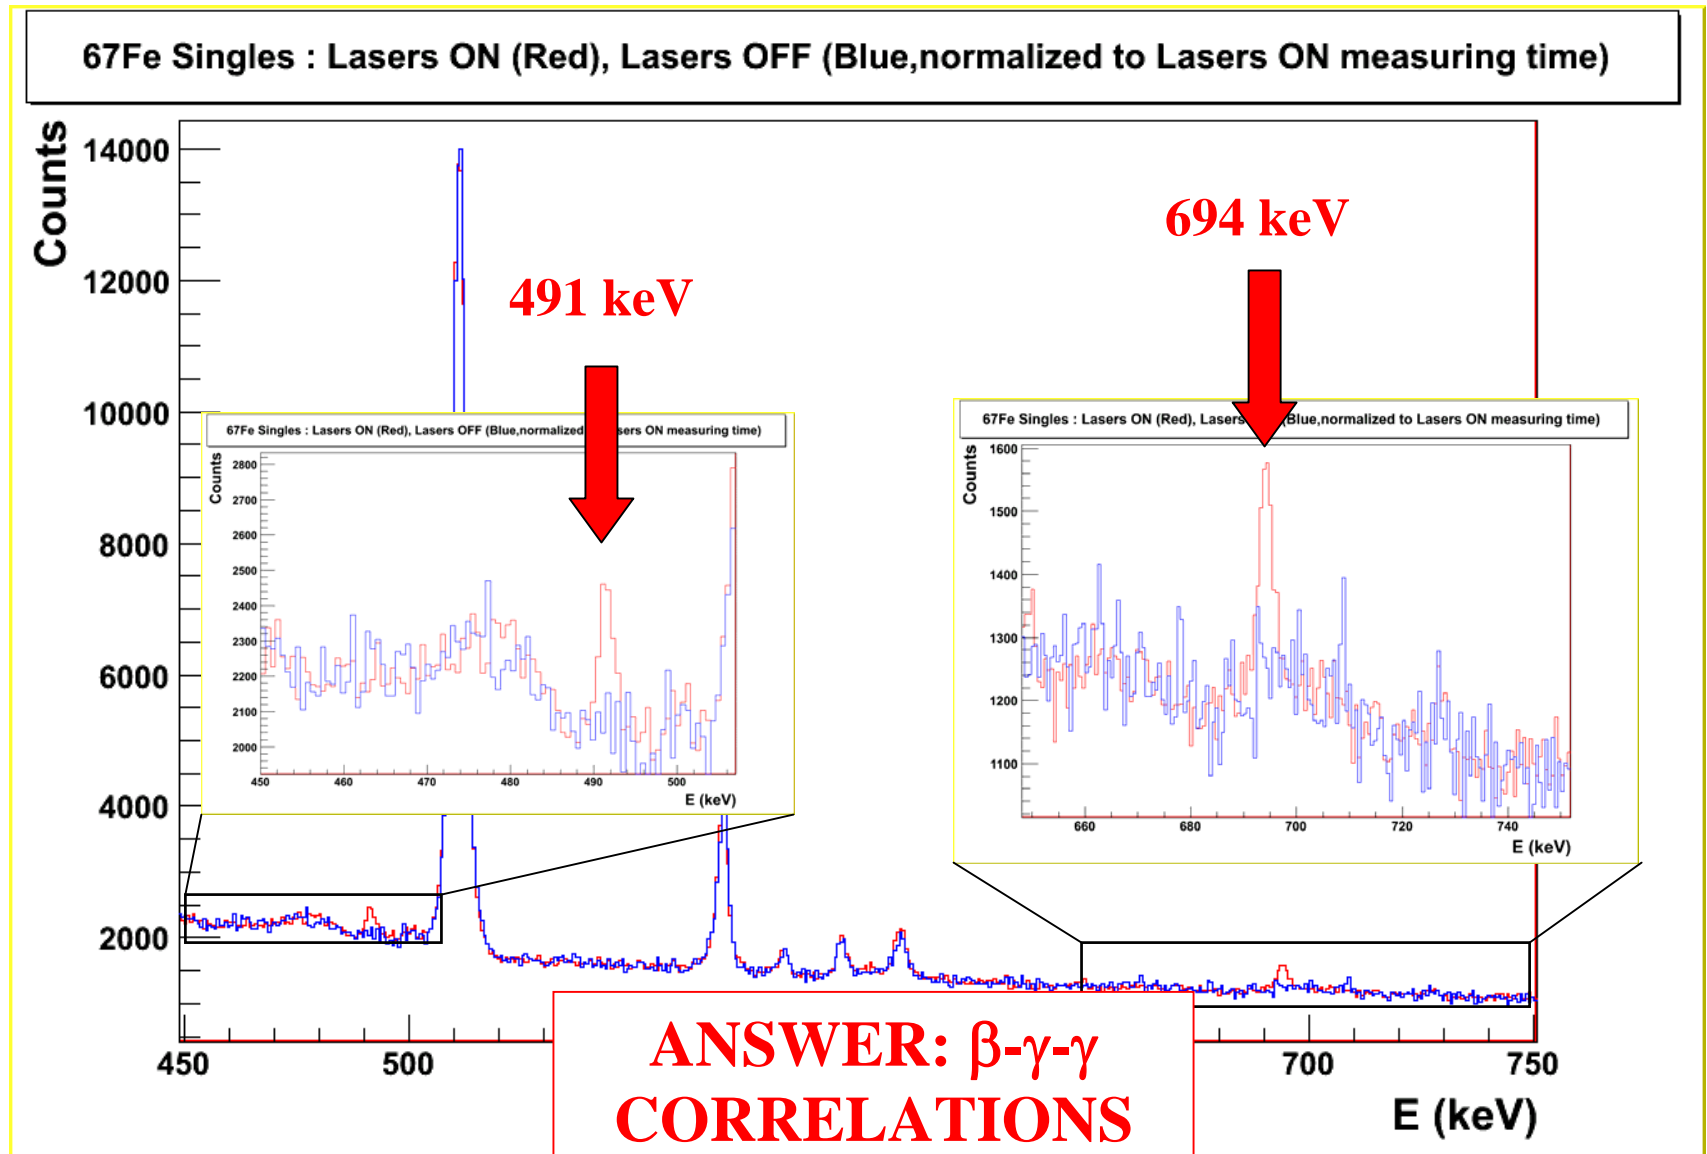 67Fe Singles : Lasers ON (Red), Lasers OFF (Blue,normalized to Lasers ON measuring time)
Counts
14000
12000
10000
8000
6000
4000
2000
450
500
700
750
E (keV)
491 keV
694 keV
67Fe Singles : Lasers ON (Red), Lasers OFF (Blue,normalized sers ON measuring time)
Counts
2800
2700
2600
2500
2400
2300
2200
2100
2000
450
460
470
480
490
500
E (keV)
67Fe Singles : Lasers ON (Red), Lasers Blue,normalized to Lasers ON measuring time)
Counts
1600
1500
1400
1300
1200
1100
660
680
700
720
740
E (keV)
ANSWER: β-γ-γ
CORRELATIONS